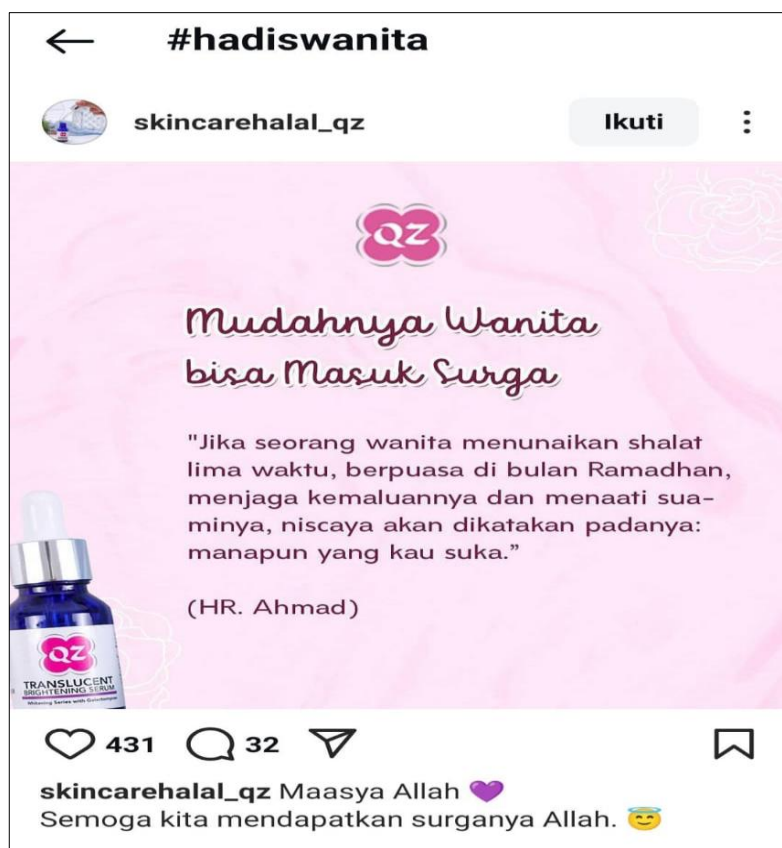 #hadiswanita
skincarehalal_qz
Ikuti
QZ
Mudahnya Wanita
bisa Masuk Surga
"Jika seorang wanita menunaikan shalat
lima waktu, berpuasa di bulan Ramadhan,
menjaga kemaluannya dan menaati sua-
minya, niscaya akan dikatakan padanya:
manapun yang kau suka.”
(HR. Ahmad)
QZ
TRANSLUCENT
BRIGHTENING SERUM
431 32
skincarehalal_qz Maasya Allah 💜
Semoga kita mendapatkan surganya Allah. 😇